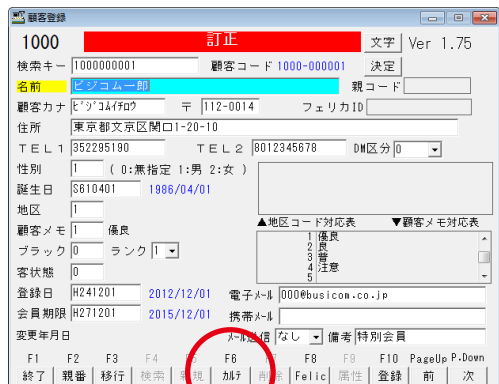 顧客登録
1000 訂正 文字 Ver 1.75
検索キー 1000000001 顧客コード 1000-000001 決定
名前 ビジコム一郎 親コード
顧客カナ ビジコムイチロウ 〒 112-0014 フェリカID
住所 東京都文京区関口1-20-10
TEL1 352295190 TEL2 8012345678 DM区分 0
性別 1 ( 0:無指定 1:男 2:女 )
誕生日 S610401 1986/04/01
地区 1
▲地区コード対応表 ▼顧客メモ対応表
顧客メモ 1 優良
1 優良
2 良
3 普
4 注意
5
ブラック 0 ランク 1
客状態 0
登録日 H241201 2012/12/01 電子メール 000@busicom.co.jp
会員期限 H271201 2015/12/01 携帯メール
変更年月日 メール送信 なし 備考 特別会員
F1 F2 F3 F4 F6 F8 F9 F10 PageUp P.Down
終了 親番 移行 検索 カルテ 削除 Felic 属性 登録 前 次